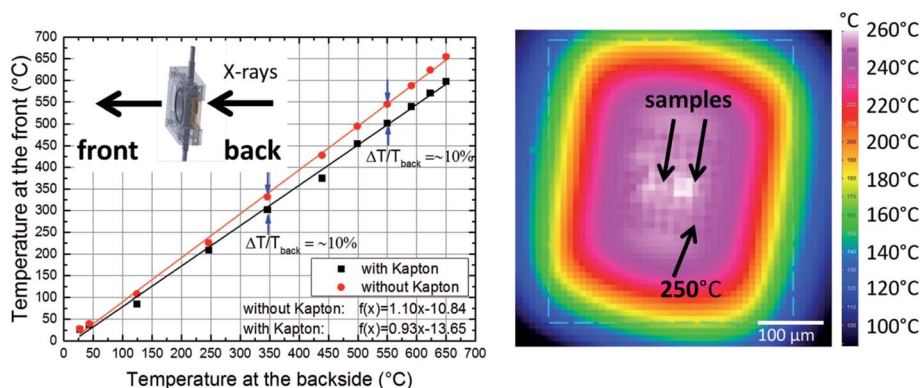 700
650
600
550
500
450
400
350
300
250
200
150
100
50
0
Temperature at the front (°C)
X-rays
front
back
ΔT/T_back =~10%
ΔT/T_back =~10%
with Kapton
without Kapton
without Kapton: f(x)=1.10x-10.84
with Kapton: f(x)=0.93x-13.65
0 50 100 150 200 250 300 350 400 450 500 550 600 650 700
Temperature at the backside (°C)
samples
250°C
100 µm
°C
260°C
240°C
220°C
200°C
180°C
160°C
140°C
120°C
100°C